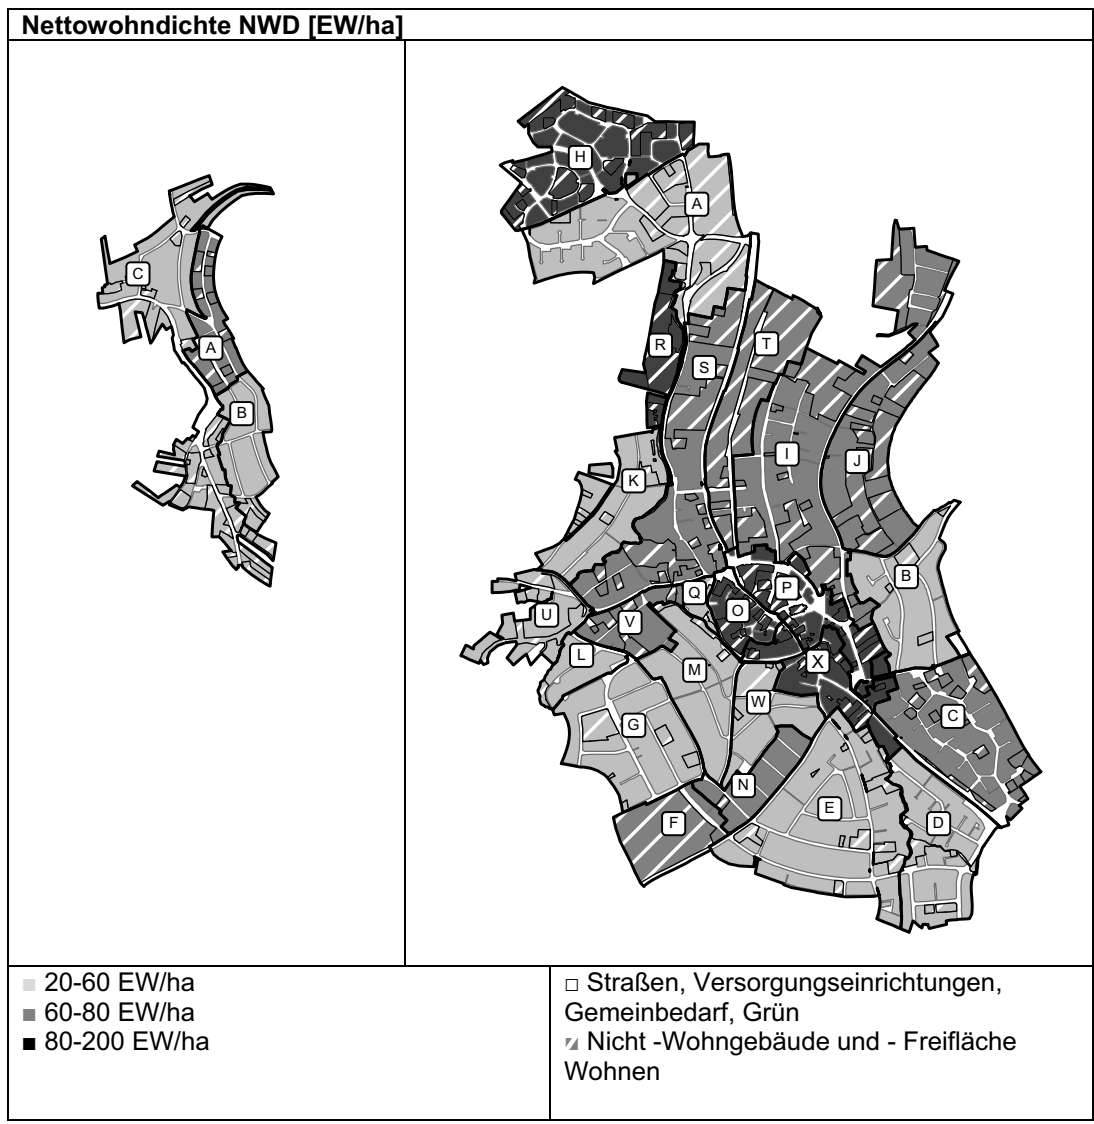 Nettowohndichte NWD [EW/ha]
C
A
B
H
A
R
S
T
I
J
K
B
P
Q
O
U
V
L
M
X
W
C
G
N
E
F
D
20-60 EW/ha
60-80 EW/ha
80-200 EW/ha
Straßen, Versorgungseinrichtungen,
Gemeinbedarf, Grün
Nicht -Wohngebäude und - Freifläche
Wohnen